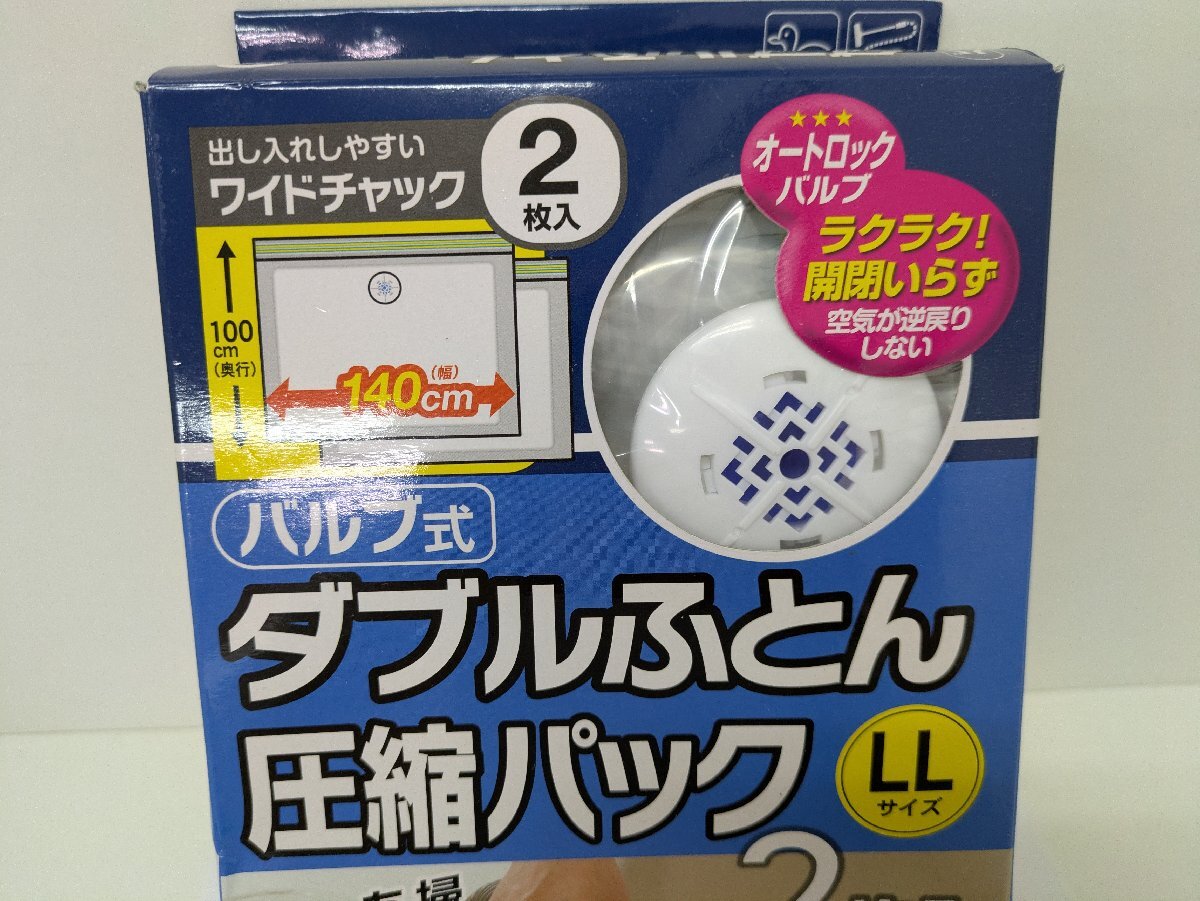 出し入れしやすい
ワイドチャック
2
枚入
オートロック
バルブ
ラクラク!
開閉いらず
空気が逆戻り
しない
100
cm
(奥行)
(幅)
140cm
バルブ式
ダブルふとん
圧縮パック
LL
サイズ
2
掃